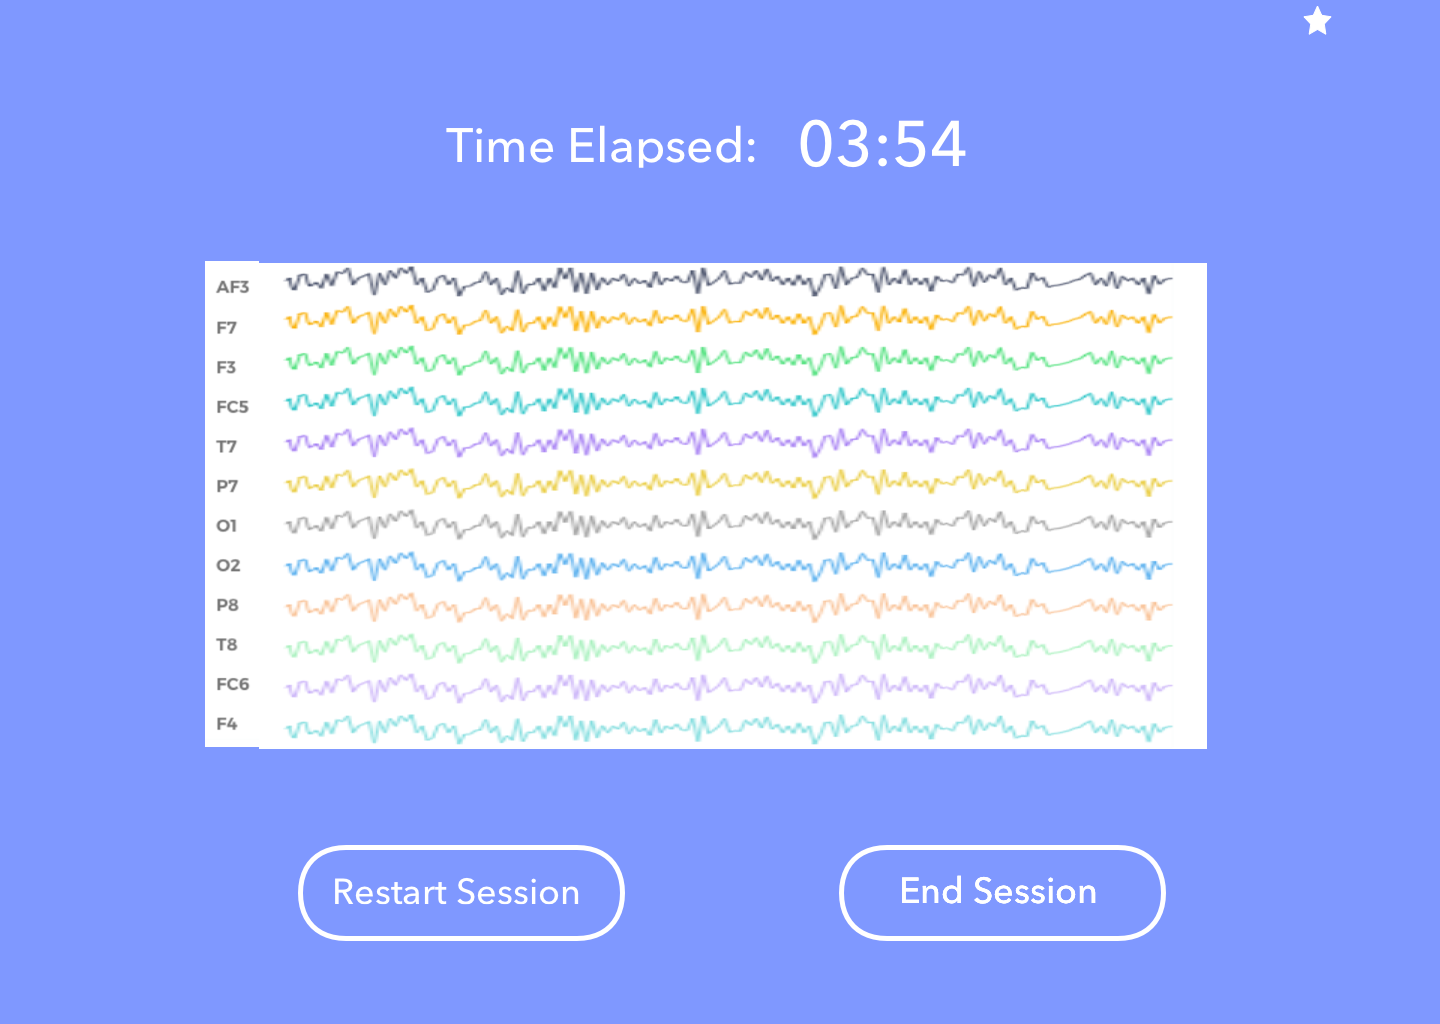 Time Elapsed: 03:54
AF3
F7
F3
FC5
T7
P7
O1
O2
P8
T8
FC6
F4
Restart Session
End Session